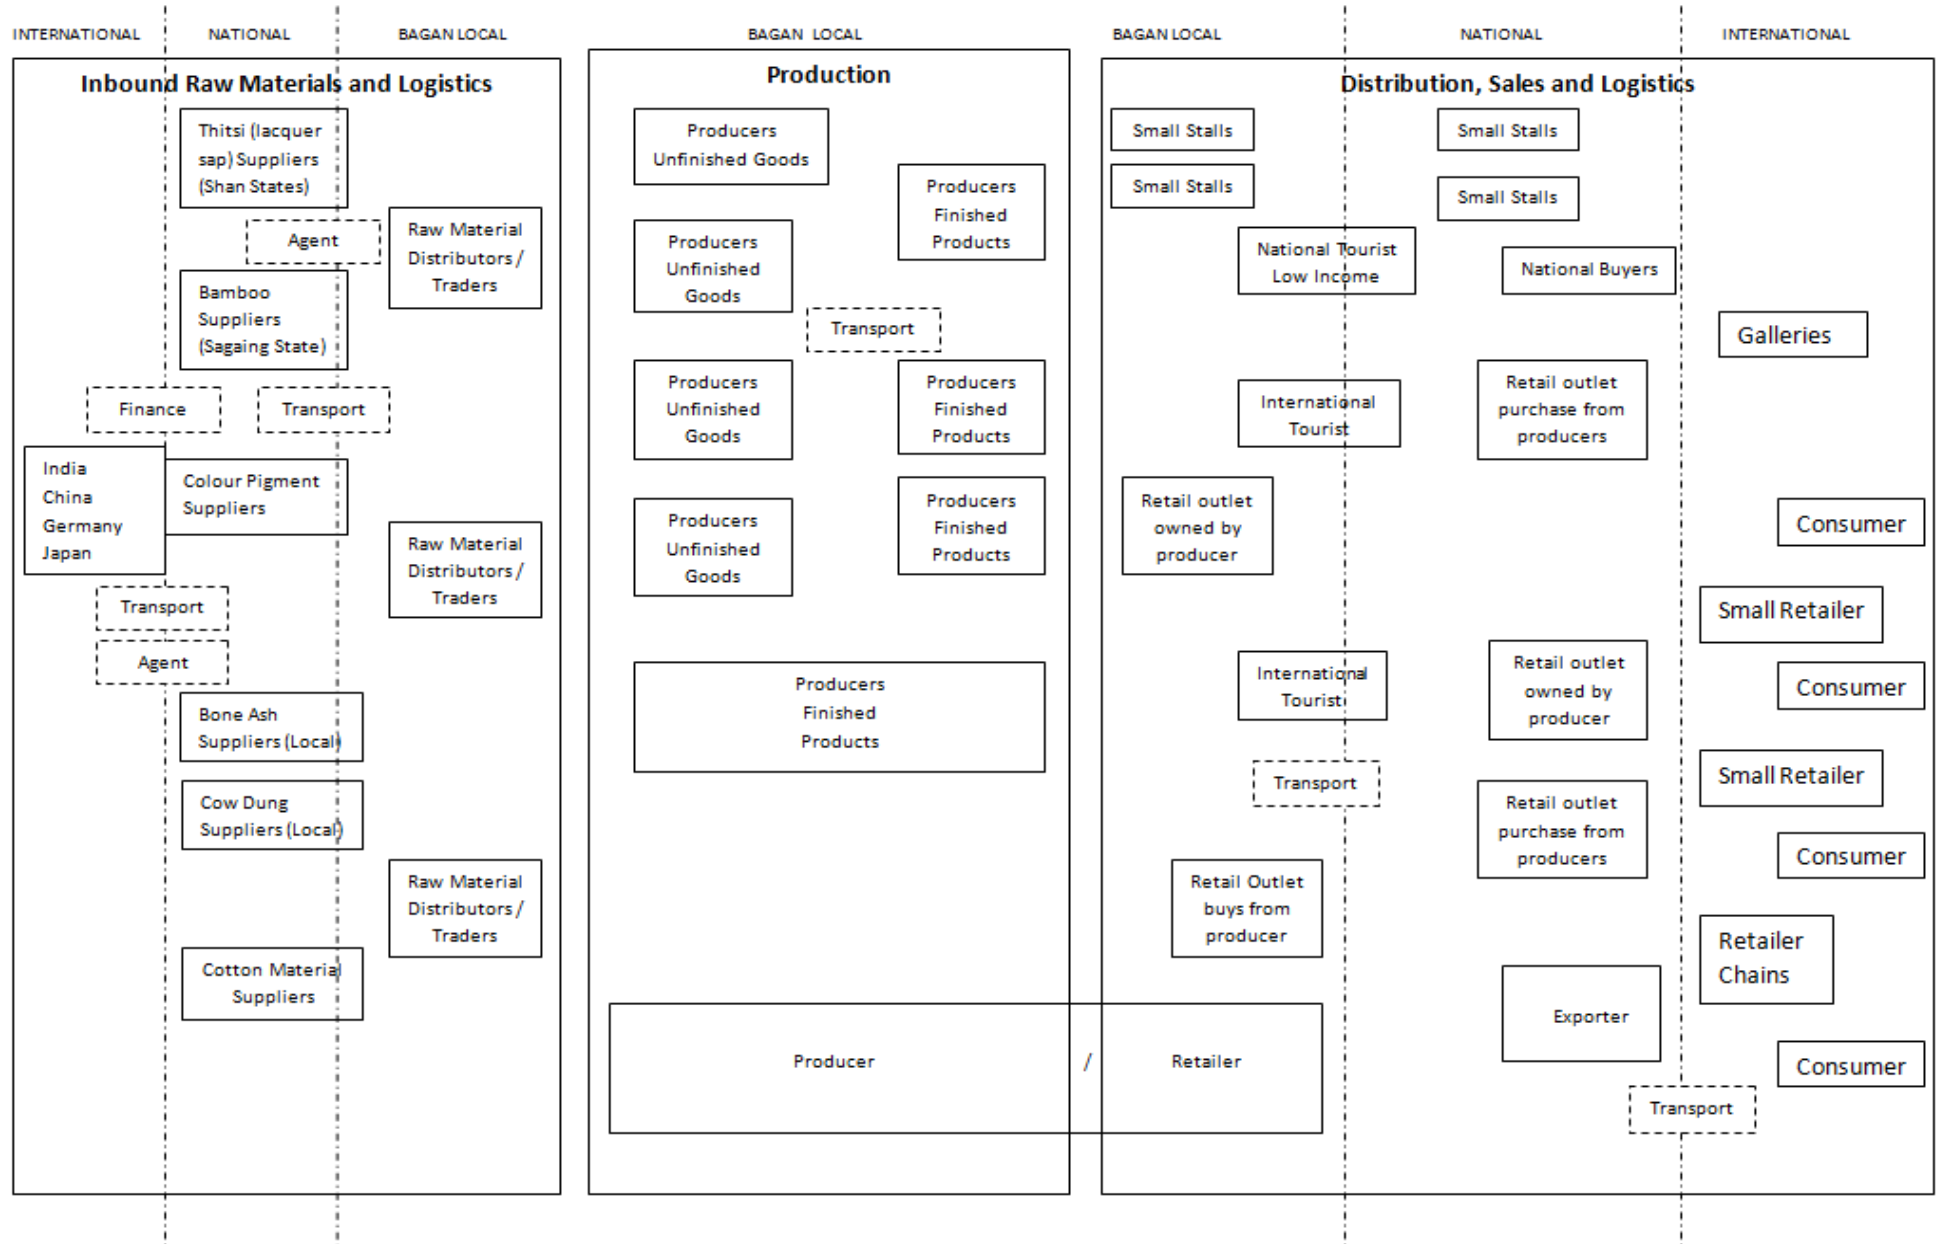 INTERNATIONAL
NATIONAL
BAGAN LOCAL
BAGAN LOCAL
BAGAN LOCAL
NATIONAL
INTERNATIONAL
Inbound Raw Materials and Logistics
Thitsi (lacquer
sap) Suppliers
(Shan States)
Agent
Raw Material
Distributors /
Traders
Bamboo
Suppliers
(Sagaing State)
Finance
Transport
India
China
Germany
Japan
Colour Pigment
Suppliers
Raw Material
Distributors /
Traders
Transport
Agent
Bone Ash
Suppliers (Local)
Cow Dung
Suppliers (Local)
Raw Material
Distributors /
Traders
Cotton Material
Suppliers
Production
Producers
Unfinished Goods
Producers
Finished
Products
Producers
Unfinished
Goods
Transport
Producers
Unfinished
Goods
Producers
Finished
Products
Producers
Unfinished
Goods
Producers
Finished
Products
Producers
Finished
Products
Producer / Retailer
Distribution, Sales and Logistics
Small Stalls
Small Stalls
Small Stalls
Small Stalls
National Tourist
Low Income
National Buyers
Galleries
International
Tourist
Retail outlet
purchase from
producers
Retail outlet
owned by
producer
Consumer
Small Retailer
International
Tourist
Retail outlet
owned by
producer
Consumer
Transport
Small Retailer
Retail outlet
purchase from
producers
Consumer
Retail Outlet
buys from
producer
Retailer
Chains
Exporter
Consumer
Transport